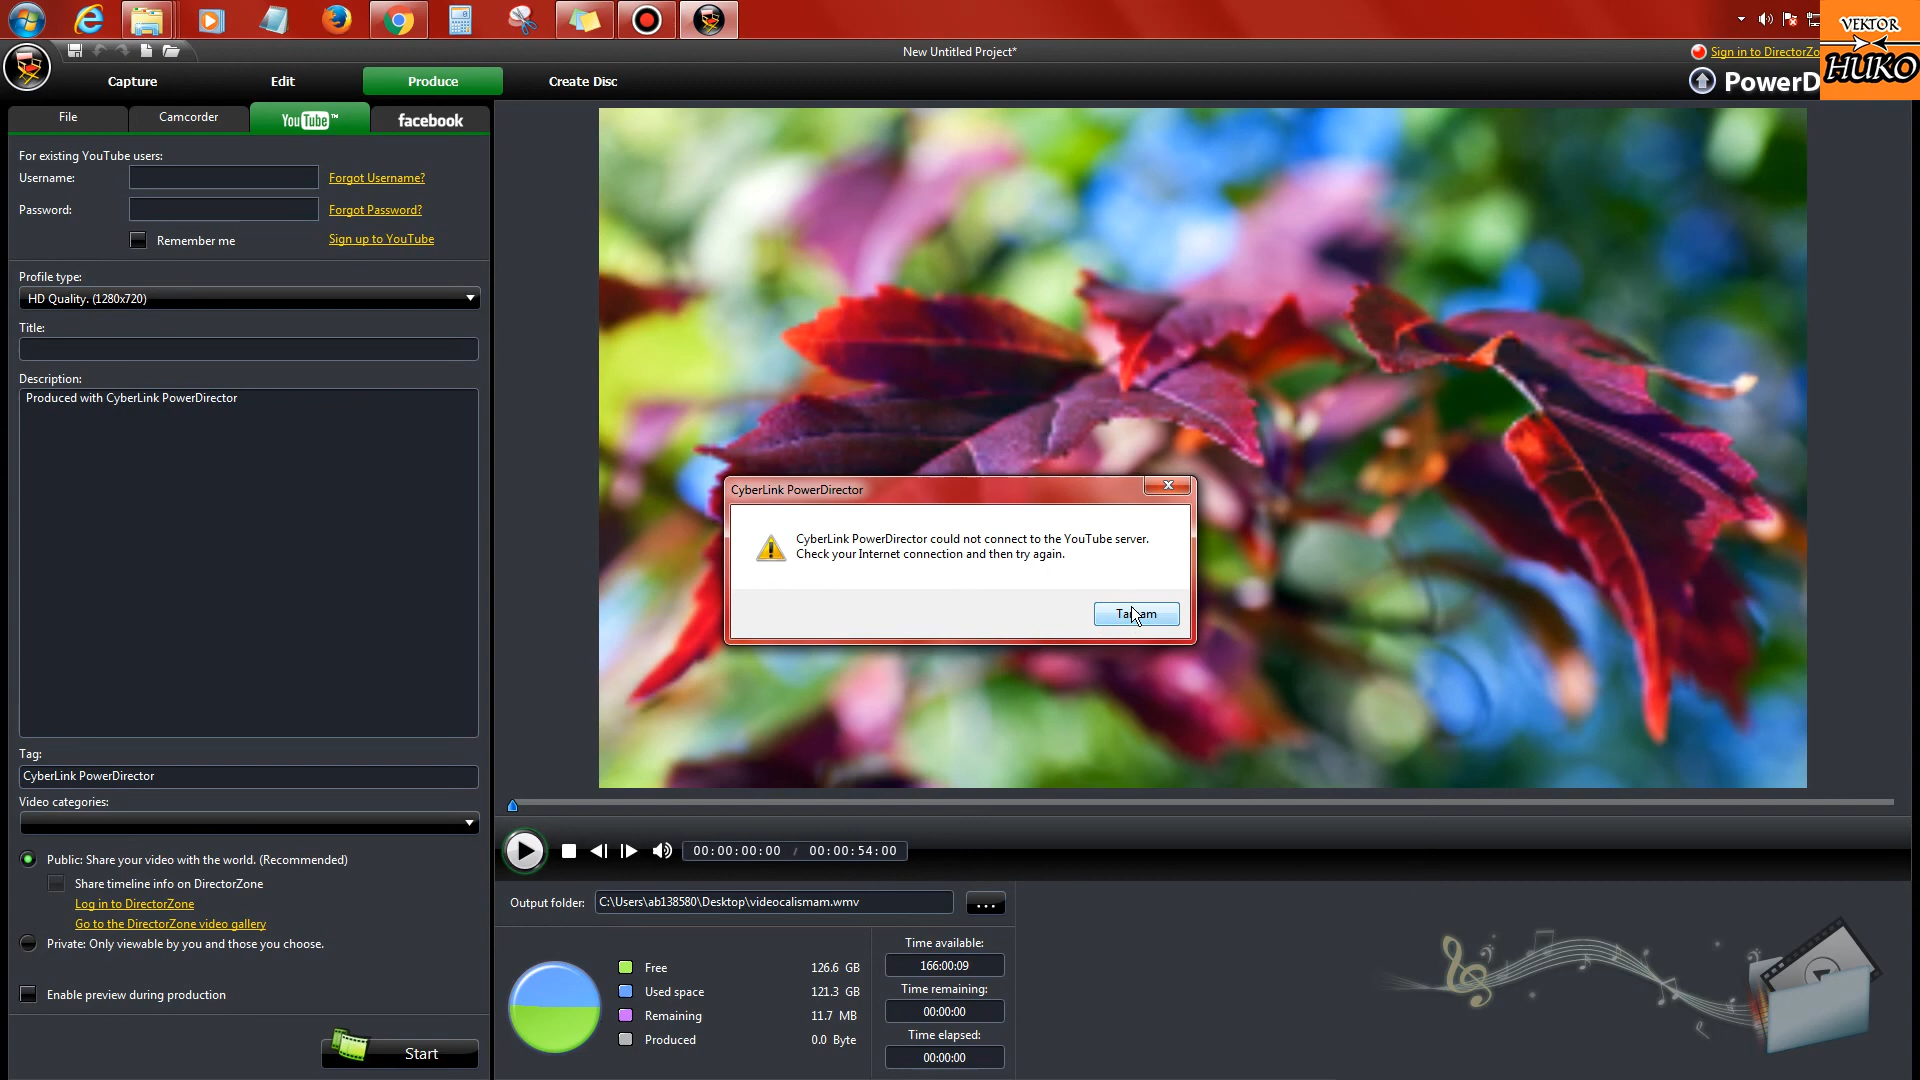 New Untitled Project*
Sign in to DirectorZo
VEKTOR
HUKO
Capture
Edit
Produce
Create Disc
PowerD
File
Camcorder
YouTube™
facebook
For existing YouTube users:
Username:
Forgot Username?
Password:
Forgot Password?
Remember me
Sign up to YouTube
Profile type:
HD Quality. (1280x720)
Title:
Description:
Produced with CyberLink PowerDirector
CyberLink PowerDirector
CyberLink PowerDirector could not connect to the YouTube server.
Check your Internet connection and then try again.
Tag:
CyberLink PowerDirector
Video categories:
Public: Share your video with the world. (Recommended)
Share timeline info on DirectorZone
Log in to DirectorZone
Go to the DirectorZone video gallery
Private: Only viewable by you and those you choose.
Enable preview during production
Start
00:00:00:00 / 00:00:54:00
Output folder: C:\Users\ab138580\Desktop\videocalismam.wmv
...
Free 126.6 GB
Used space 121.3 GB
Remaining 11.7 MB
Produced 0.0 Byte
Time available:
166:00:09
Time remaining:
00:00:00
Time elapsed:
00:00:00